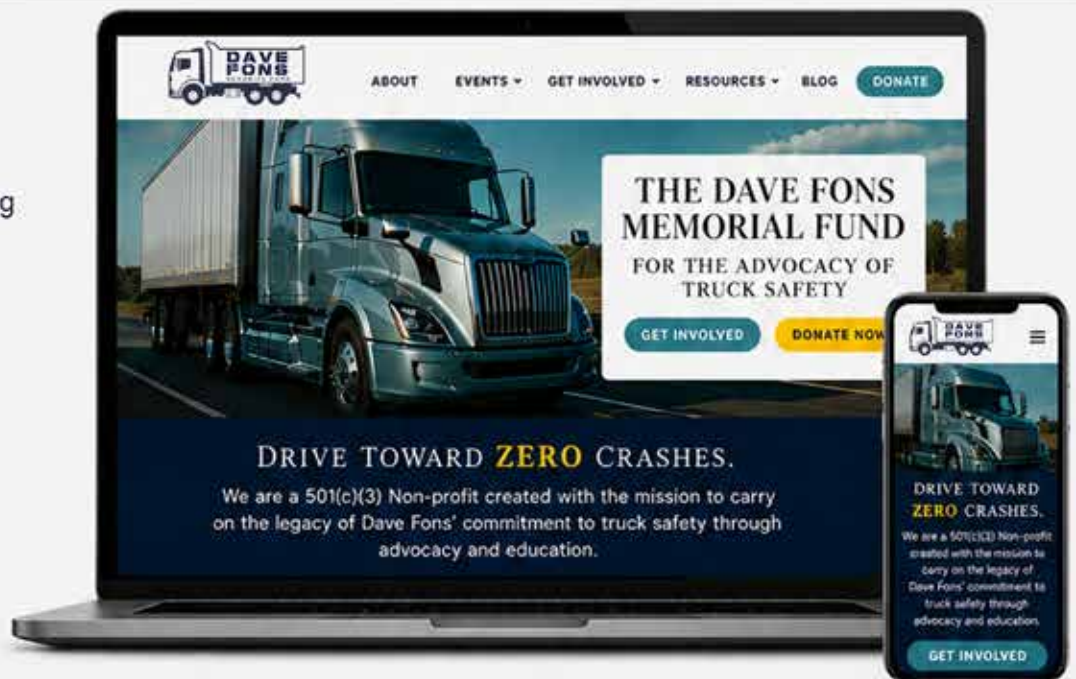 g
DAVE
FONS
ABOUT
EVENTS
GET INVOLVED
RESOURCES
BLOG
DONATE
THE DAVE FONS
MEMORIAL FUND
FOR THE ADVOCACY OF
TRUCK SAFETY
GET INVOLVED
DONATE NOW
DRIVE TOWARD ZERO CRASHES.
We are a 501(c)(3) Non-profit created with the mission to carry
on the legacy of Dave Fons' commitment to truck safety through
advocacy and education.
DAVE
FONS
DRIVE TOWARD
ZERO CRASHES.
We are a 501(c)(3) Non-profit
created with the mission to
carry on the legacy of
Dave Fons' commitment to
truck safety through
advocacy and education.
GET INVOLVED